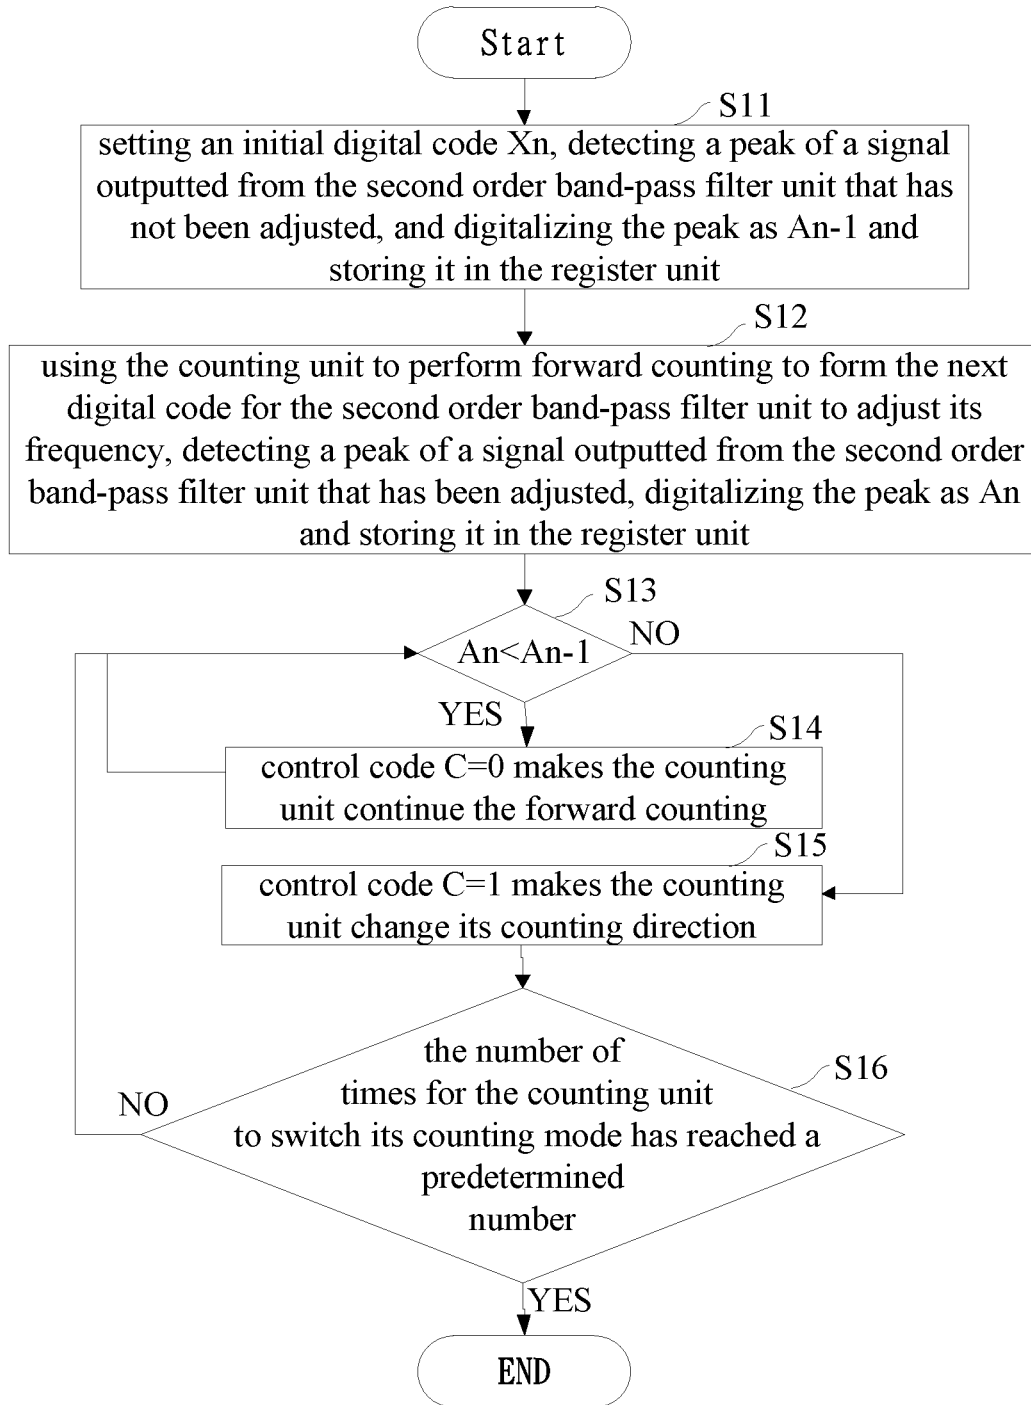 Start
S11
setting an initial digital code Xn, detecting a peak of a signal
outputted from the second order band-pass filter unit that has
not been adjusted, and digitalizing the peak as An-1 and
storing it in the register unit
S12
using the counting unit to perform forward counting to form the next
digital code for the second order band-pass filter unit to adjust its
frequency, detecting a peak of a signal outputted from the second order
band-pass filter unit that has been adjusted, digitalizing the peak as An
and storing it in the register unit
S13
An<An-1
NO
YES
S14
control code C=0 makes the counting
unit continue the forward counting
S15
control code C=1 makes the counting
unit change its counting direction
S16
the number of
times for the counting unit
to switch its counting mode has reached a
predetermined
number
NO
YES
END